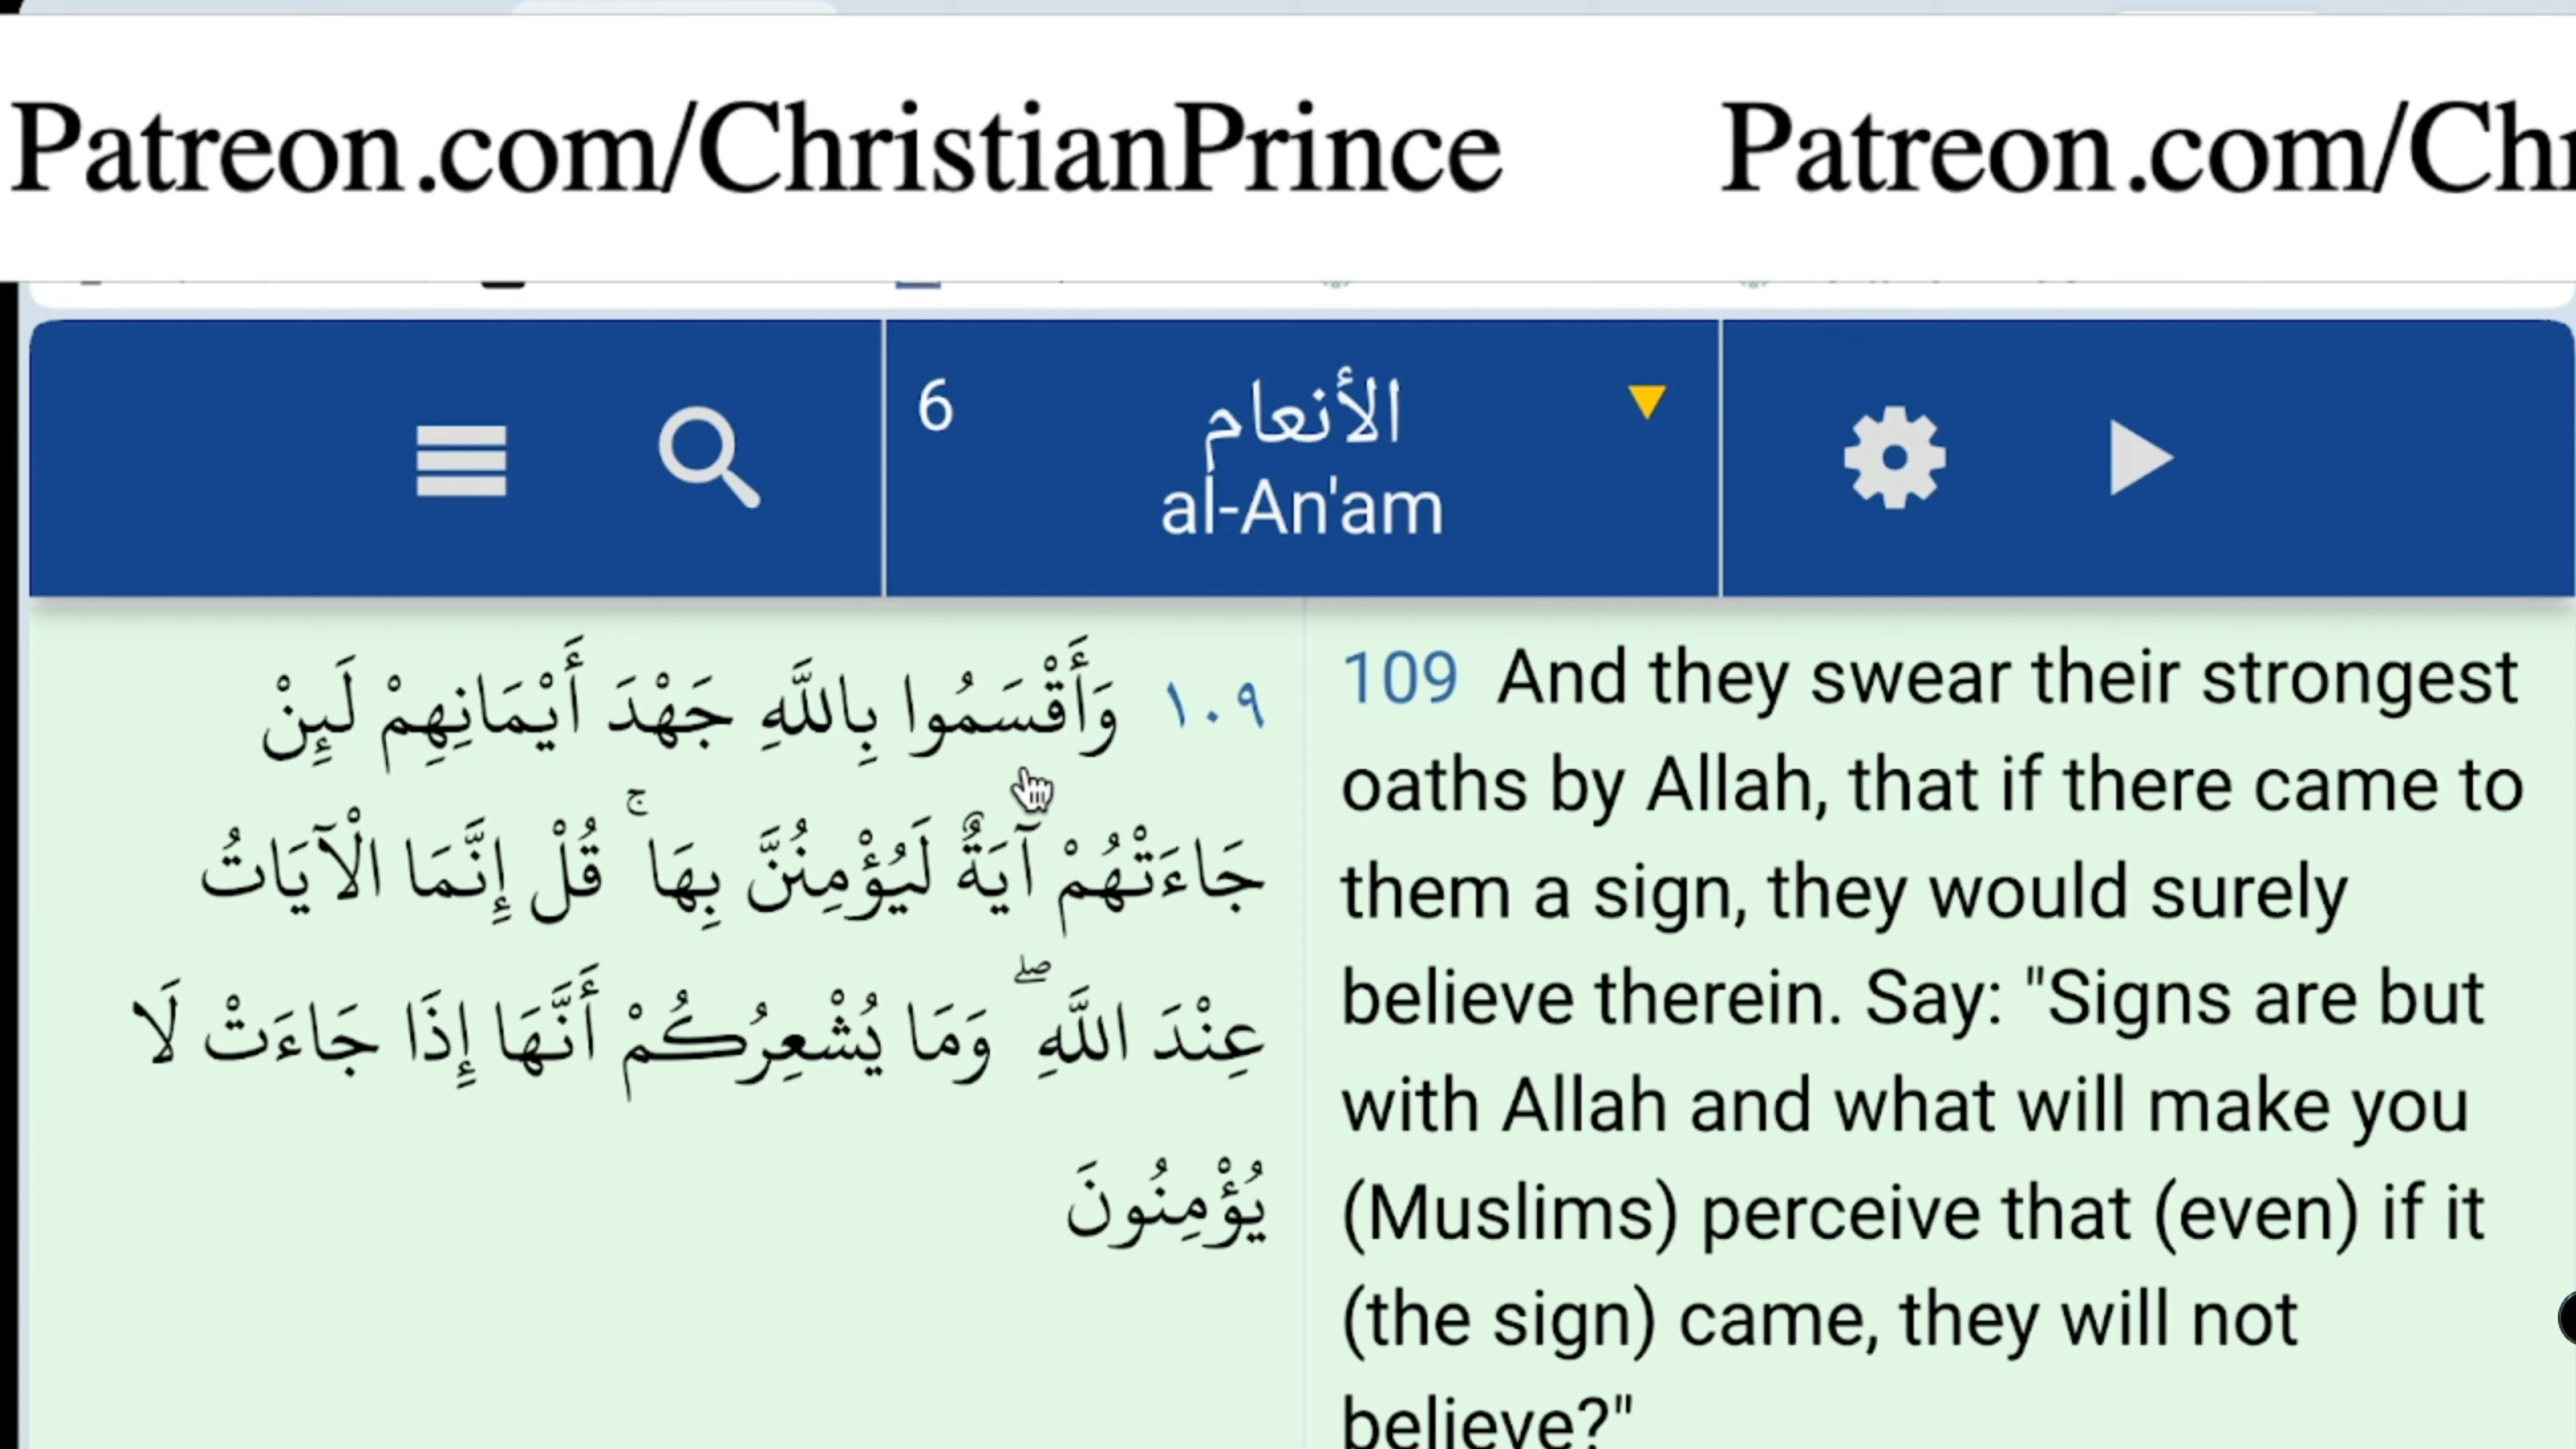 Patreon.com/ChristianPrince Patreon.com/Chr
6
الأنعام
al-An'am
١٠٩ وَأَقْسَمُوا بِاللَّهِ جَهْدَ أَيْمَانِهِمْ لَئِنْ
جَاءَتْهُمْ آيَةٌ لَيُؤْمِنُنَّ بِهَا ۚ قُلْ إِنَّمَا الْآيَاتُ
عِنْدَ اللَّهِ ۖ وَمَا يُشْعِرُكُمْ أَنَّهَا إِذَا جَاءَتْ لَا
يُؤْمِنُونَ
109 And they swear their strongest
oaths by Allah, that if there came to
them a sign, they would surely
believe therein. Say: "Signs are but
with Allah and what will make you
(Muslims) perceive that (even) if it
(the sign) came, they will not
believe?"